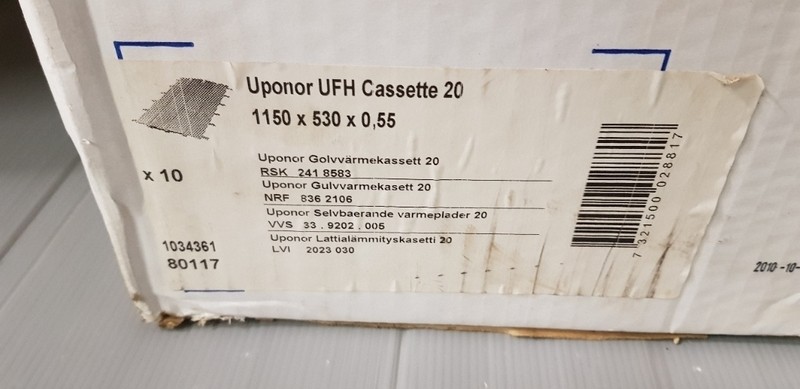 Uponor UFH Cassette 20
1150 x 530 x 0,55
x 10
Uponor Golvvärmekassett 20
RSK 241 8583
Uponor Gulvvarmekasett 20
NRF 836 2106
Uponor Selvbaerande varmeplader 20
VVS 33 . 9202 . 005
Uponor Lattialämmityskasetti 20
LVI 2023 030
1034361
80117
7 321500 028817
2010-10-